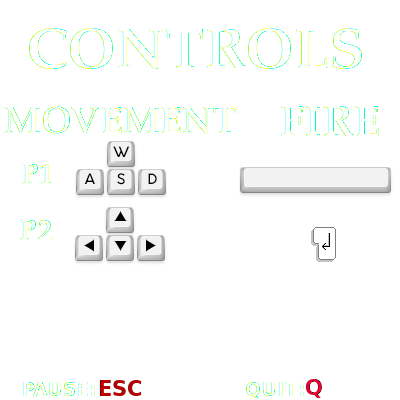 CONTROLS
MOVEMENT FIRE
W
P1 A S D
P2
PAUSE:ESC QUIT:Q